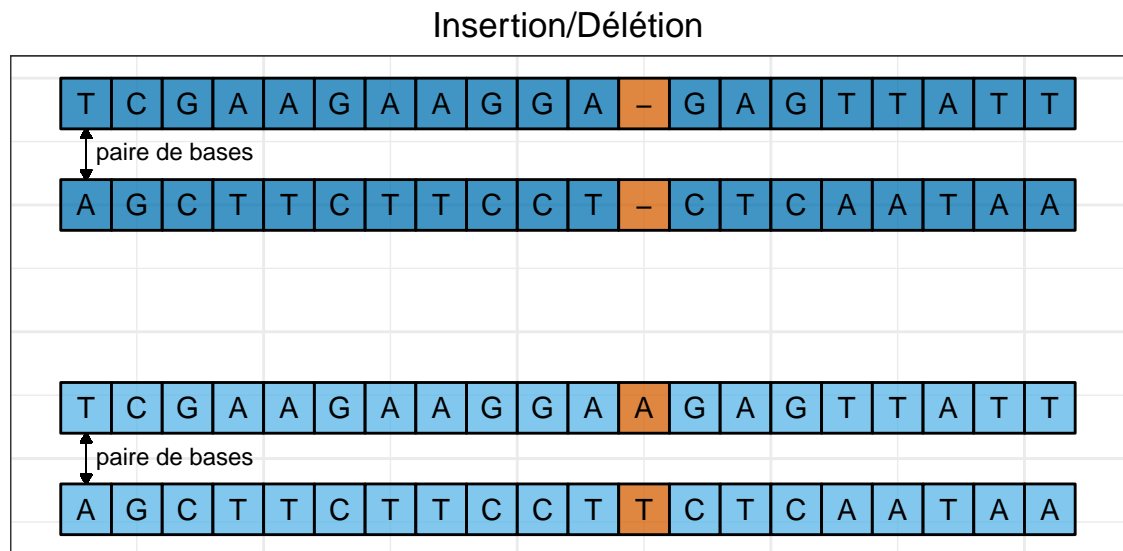 Insertion/Délétion
T C G A A G A A G G A – G A G T T A T T
paire de bases
A G C T T C T T C C T – C T C A A T A A
T C G A A G A A G G A A G A G T T A T T
paire de bases
A G C T T C T T C C T T C T C A A T A A